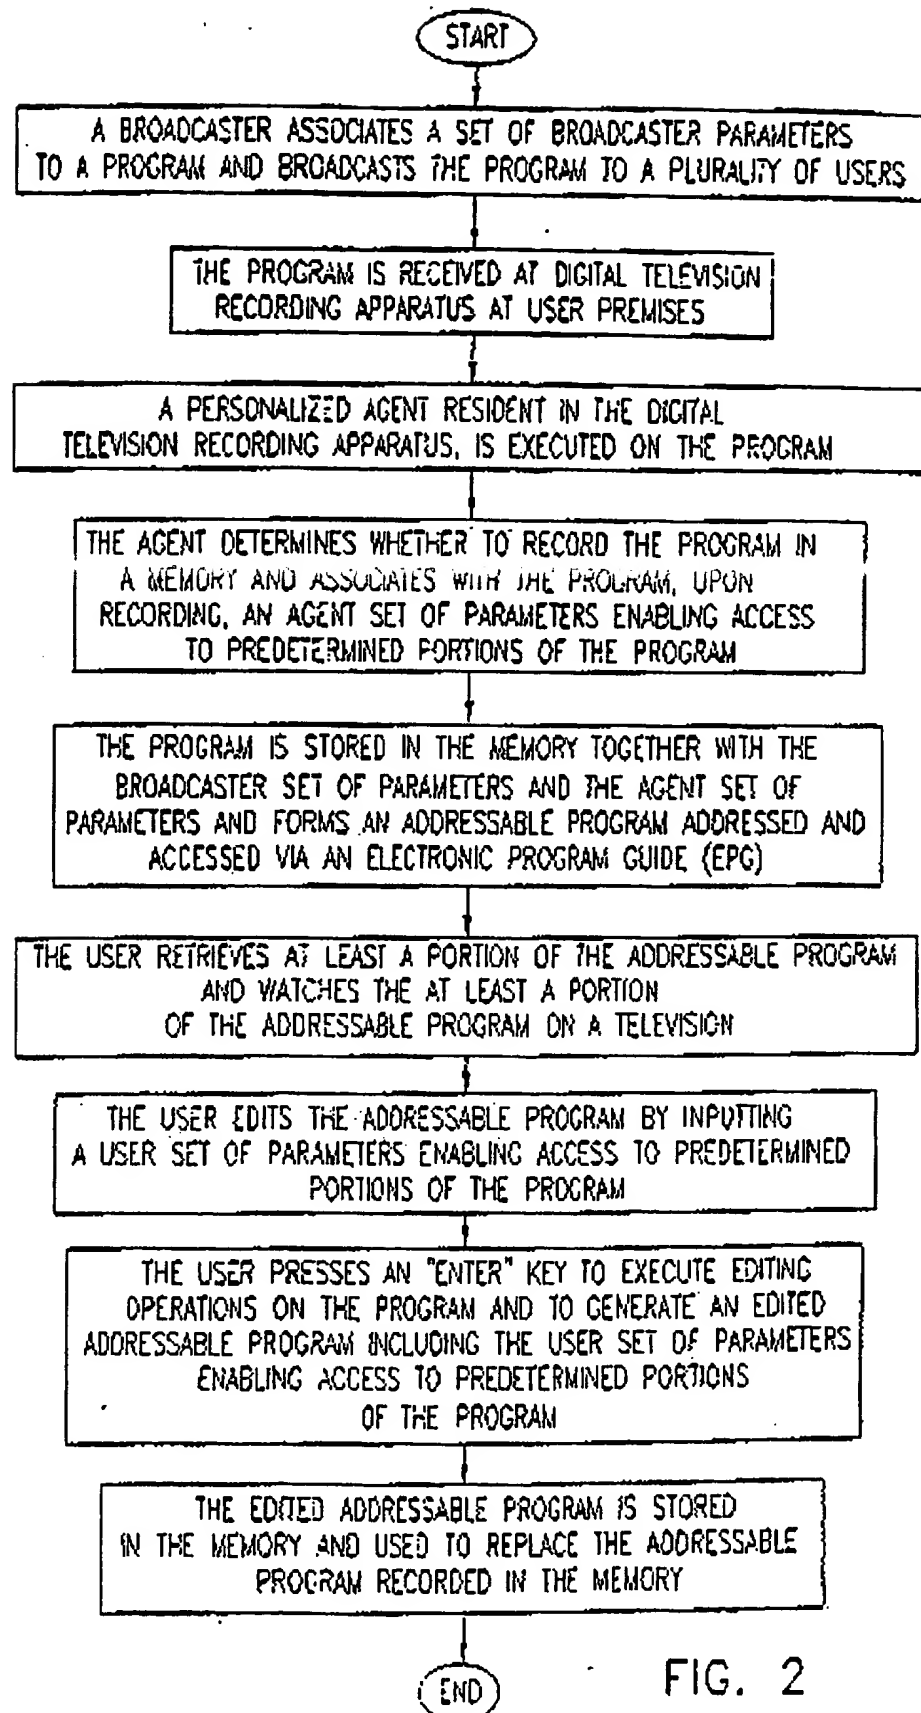 START
A BROADCASTER ASSOCIATES A SET OF BROADCASTER PARAMETERS
TO A PROGRAM AND BROADCASTS THE PROGRAM TO A PLURALITY OF USERS
THE PROGRAM IS RECEIVED AT DIGITAL TELEVISION
RECORDING APPARATUS AT USER PREMISES
A PERSONALIZED AGENT RESIDENT IN THE DIGITAL
TELEVISION RECORDING APPARATUS, IS EXECUTED ON THE PROGRAM
THE AGENT DETERMINES WHETHER TO RECORD THE PROGRAM IN
A MEMORY AND ASSOCIATES WITH THE PROGRAM, UPON
RECORDING, AN AGENT SET OF PARAMETERS ENABLING ACCESS
TO PREDETERMINED PORTIONS OF THE PROGRAM
THE PROGRAM IS STORED IN THE MEMORY TOGETHER WITH THE
BROADCASTER SET OF PARAMETERS AND THE AGENT SET OF
PARAMETERS AND FORMS AN ADDRESSABLE PROGRAM ADDRESSED AND
ACCESSED VIA AN ELECTRONIC PROGRAM GUIDE (EPG)
THE USER RETRIEVES AT LEAST A PORTION OF THE ADDRESSABLE PROGRAM
AND WATCHES THE AT LEAST A PORTION
OF THE ADDRESSABLE PROGRAM ON A TELEVISION
THE USER EDITS THE ADDRESSABLE PROGRAM BY INPUTTING
A USER SET OF PARAMETERS ENABLING ACCESS TO PREDETERMINED
PORTIONS OF THE PROGRAM
THE USER PRESSES AN "ENTER" KEY TO EXECUTE EDITING
OPERATIONS ON THE PROGRAM AND TO GENERATE AN EDITED
ADDRESSABLE PROGRAM INCLUDING THE USER SET OF PARAMETERS
ENABLING ACCESS TO PREDETERMINED PORTIONS
OF THE PROGRAM
THE EDITED ADDRESSABLE PROGRAM IS STORED
IN THE MEMORY AND USED TO REPLACE THE ADDRESSABLE
PROGRAM RECORDED IN THE MEMORY
END
FIG. 2